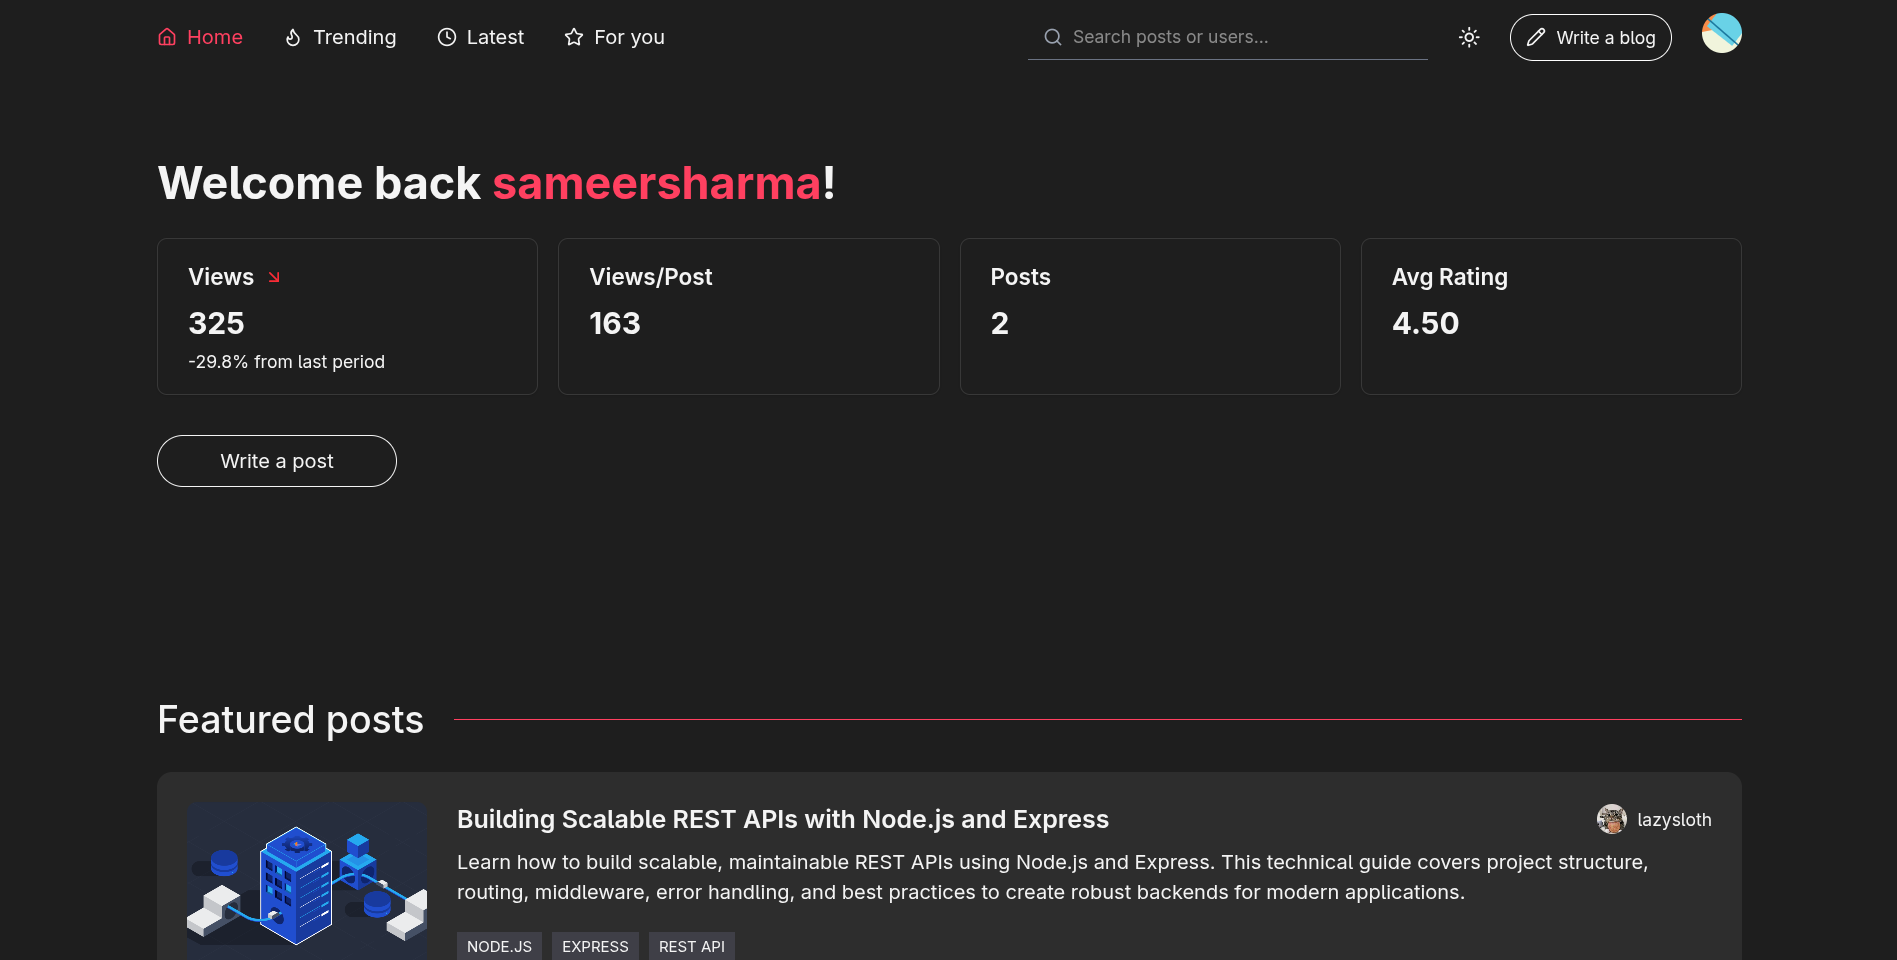 Home
Trending
Latest
For you
Search posts or users...
Write a blog
Welcome back sameersharma!
Views
325
-29.8% from last period
Views/Post
163
Posts
2
Avg Rating
4.50
Write a post
Featured posts
Building Scalable REST APIs with Node.js and Express
lazysloth
Learn how to build scalable, maintainable REST APIs using Node.js and Express. This technical guide covers project structure,
routing, middleware, error handling, and best practices to create robust backends for modern applications.
NODE.JS
EXPRESS
REST API